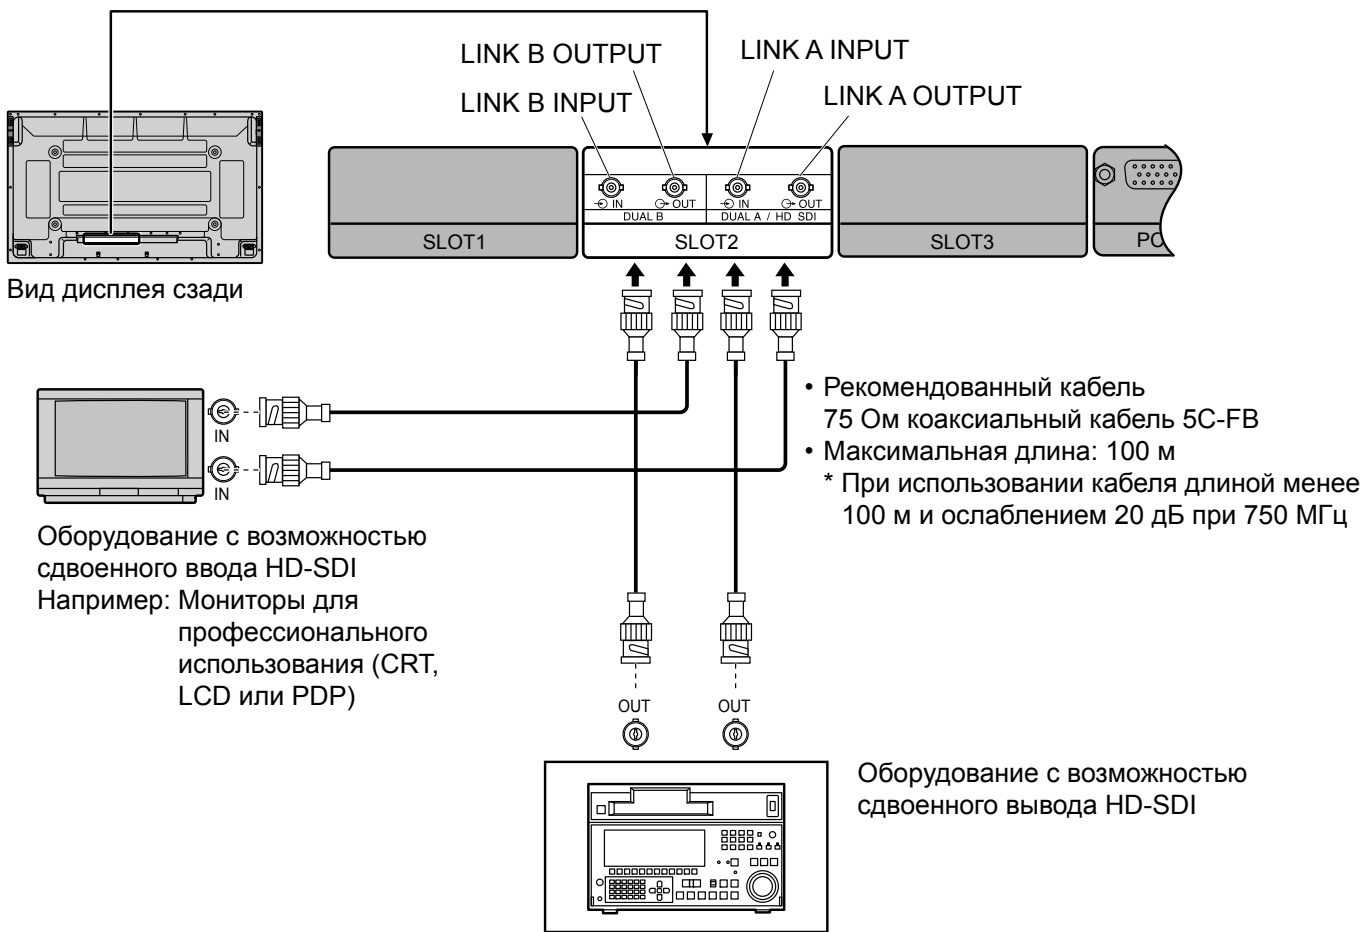 LINK B OUTPUT
LINK A INPUT
LINK B INPUT
LINK A OUTPUT
IN
OUT
IN
OUT
DUAL B
DUAL A / HD SDI
SLOT1
SLOT2
SLOT3
PC
Вид дисплея сзади
IN
IN
• Рекомендованный кабель
75 Ом коаксиальный кабель 5C-FB
• Максимальная длина: 100 м
* При использовании кабеля длиной менее
100 м и ослаблением 20 дБ при 750 МГц
Оборудование с возможностью
сдвоенного ввода HD-SDI
Например: Мониторы для
профессионального
использования (CRT,
LCD или PDP)
OUT
OUT
Оборудование с возможностью
сдвоенного вывода HD-SDI